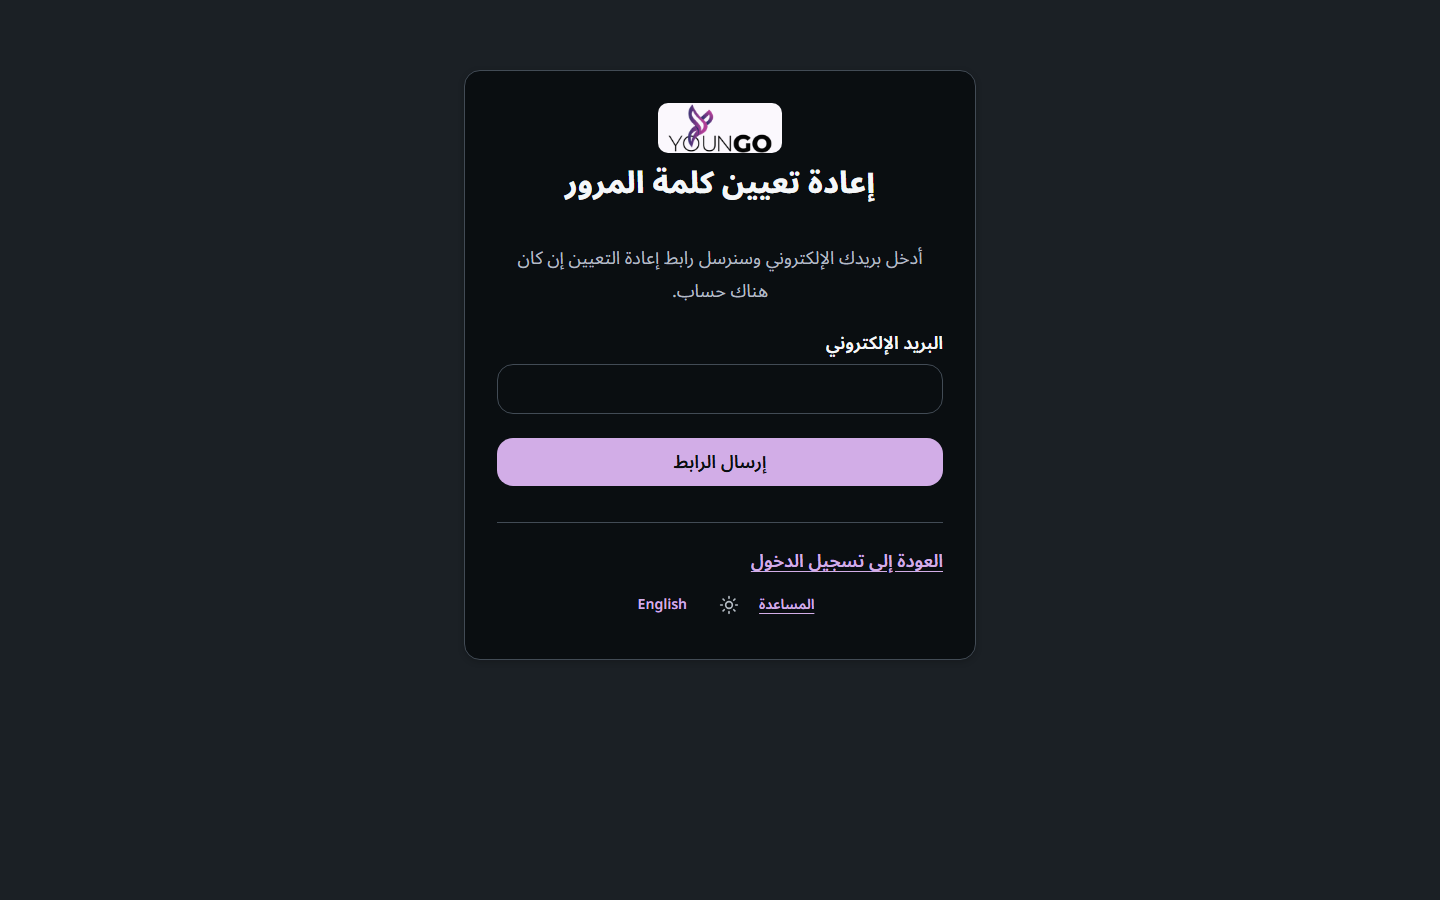 YOUNGO
إعادة تعيين كلمة المرور
أدخل بريدك الإلكتروني وسنرسل رابط إعادة التعيين إن كان
هناك حساب.
البريد الإلكتروني
إرسال الرابط
العودة إلى تسجيل الدخول
المساعدة English